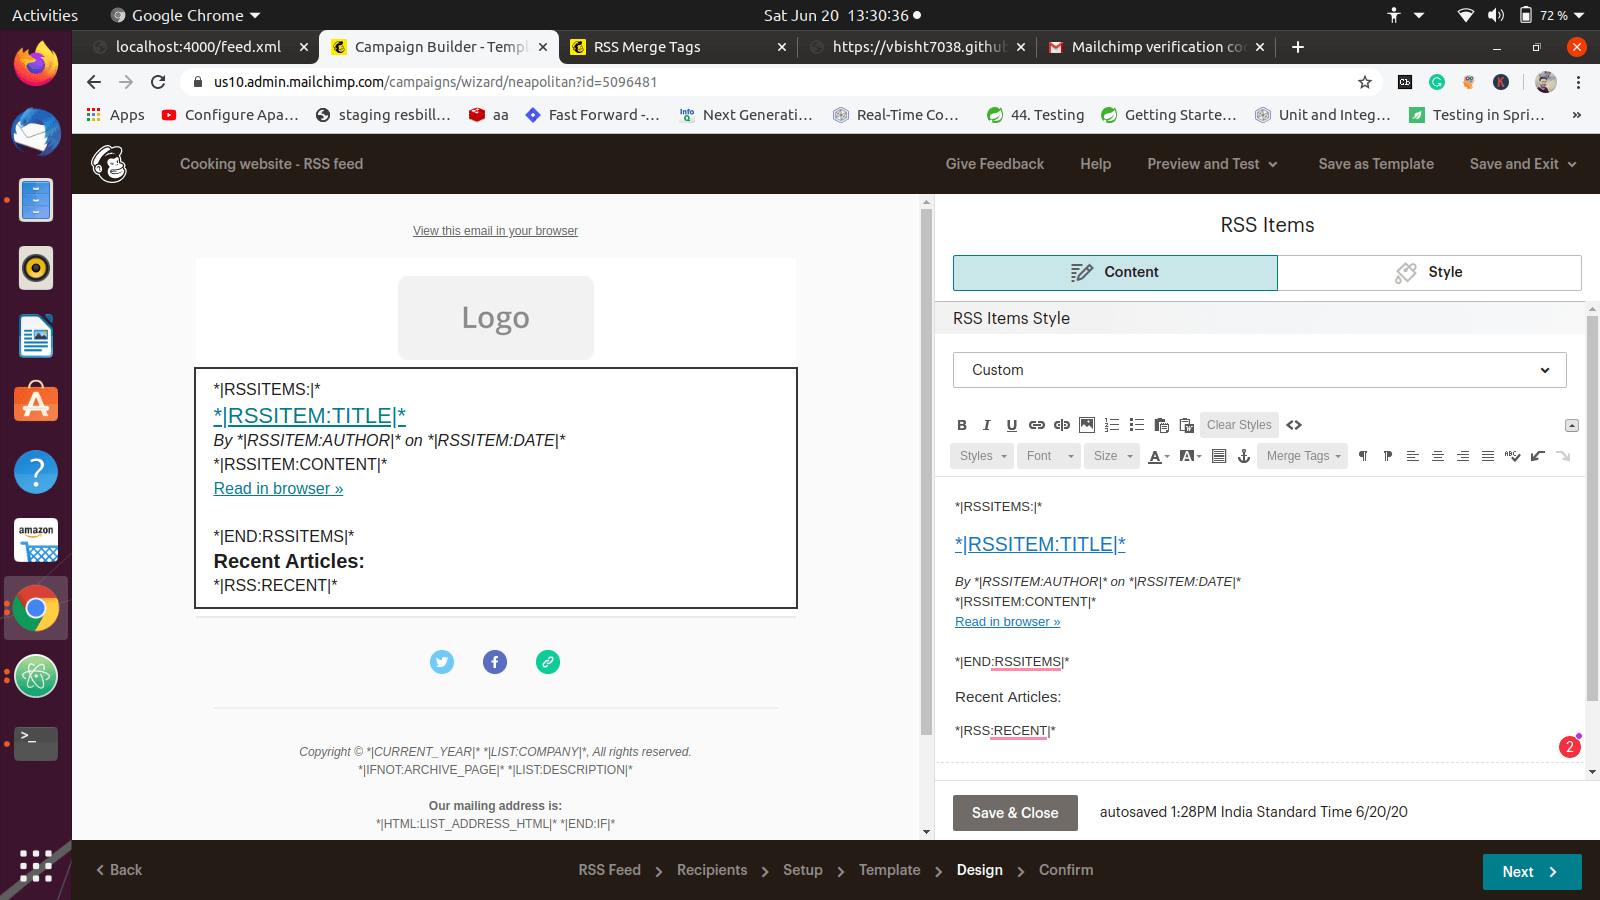 Activities
Google Chrome
Sat Jun 20 13:30:36
72 %
localhost:4000/feed.xml
Campaign Builder - Templ
RSS Merge Tags
https://vbisht7038.github
Mailchimp verification co
us10.admin.mailchimp.com/campaigns/wizard/neapolitan?id=5096481
Apps
Configure Apa...
staging resbill...
aa
Fast Forward -...
Next Generati...
Real-Time Co...
44. Testing
Getting Starte...
Unit and Integ...
Testing in Spri...
»
Cooking website - RSS feed
Give Feedback
Help
Preview and Test
Save as Template
Save and Exit
View this email in your browser
Logo
*|RSSITEMS:|*
*|RSSITEM:TITLE|*
By *|RSSITEM:AUTHOR|* on *|RSSITEM:DATE|*
*|RSSITEM:CONTENT|*
Read in browser »
*|END:RSSITEMS|*
Recent Articles:
*|RSS:RECENT|*
Copyright © *|CURRENT_YEAR|* *|LIST:COMPANY|*, All rights reserved.
*|IFNOT:ARCHIVE_PAGE|* *|LIST:DESCRIPTION|*
Our mailing address is:
*|HTML:LIST_ADDRESS_HTML|* *|END:IF|*
RSS Items
Content
Style
RSS Items Style
Custom
B I U
Clear Styles
Styles
Font
Size
A
A
Merge Tags
ABC
*|RSSITEMS:|*
*|RSSITEM:TITLE|*
By *|RSSITEM:AUTHOR|* on *|RSSITEM:DATE|*
*|RSSITEM:CONTENT|*
Read in browser »
*|END:RSSITEMS|*
Recent Articles:
*|RSS:RECENT|*
2
Save & Close
autosaved 1:28PM India Standard Time 6/20/20
amazon
Back
RSS Feed
Recipients
Setup
Template
Design
Confirm
Next